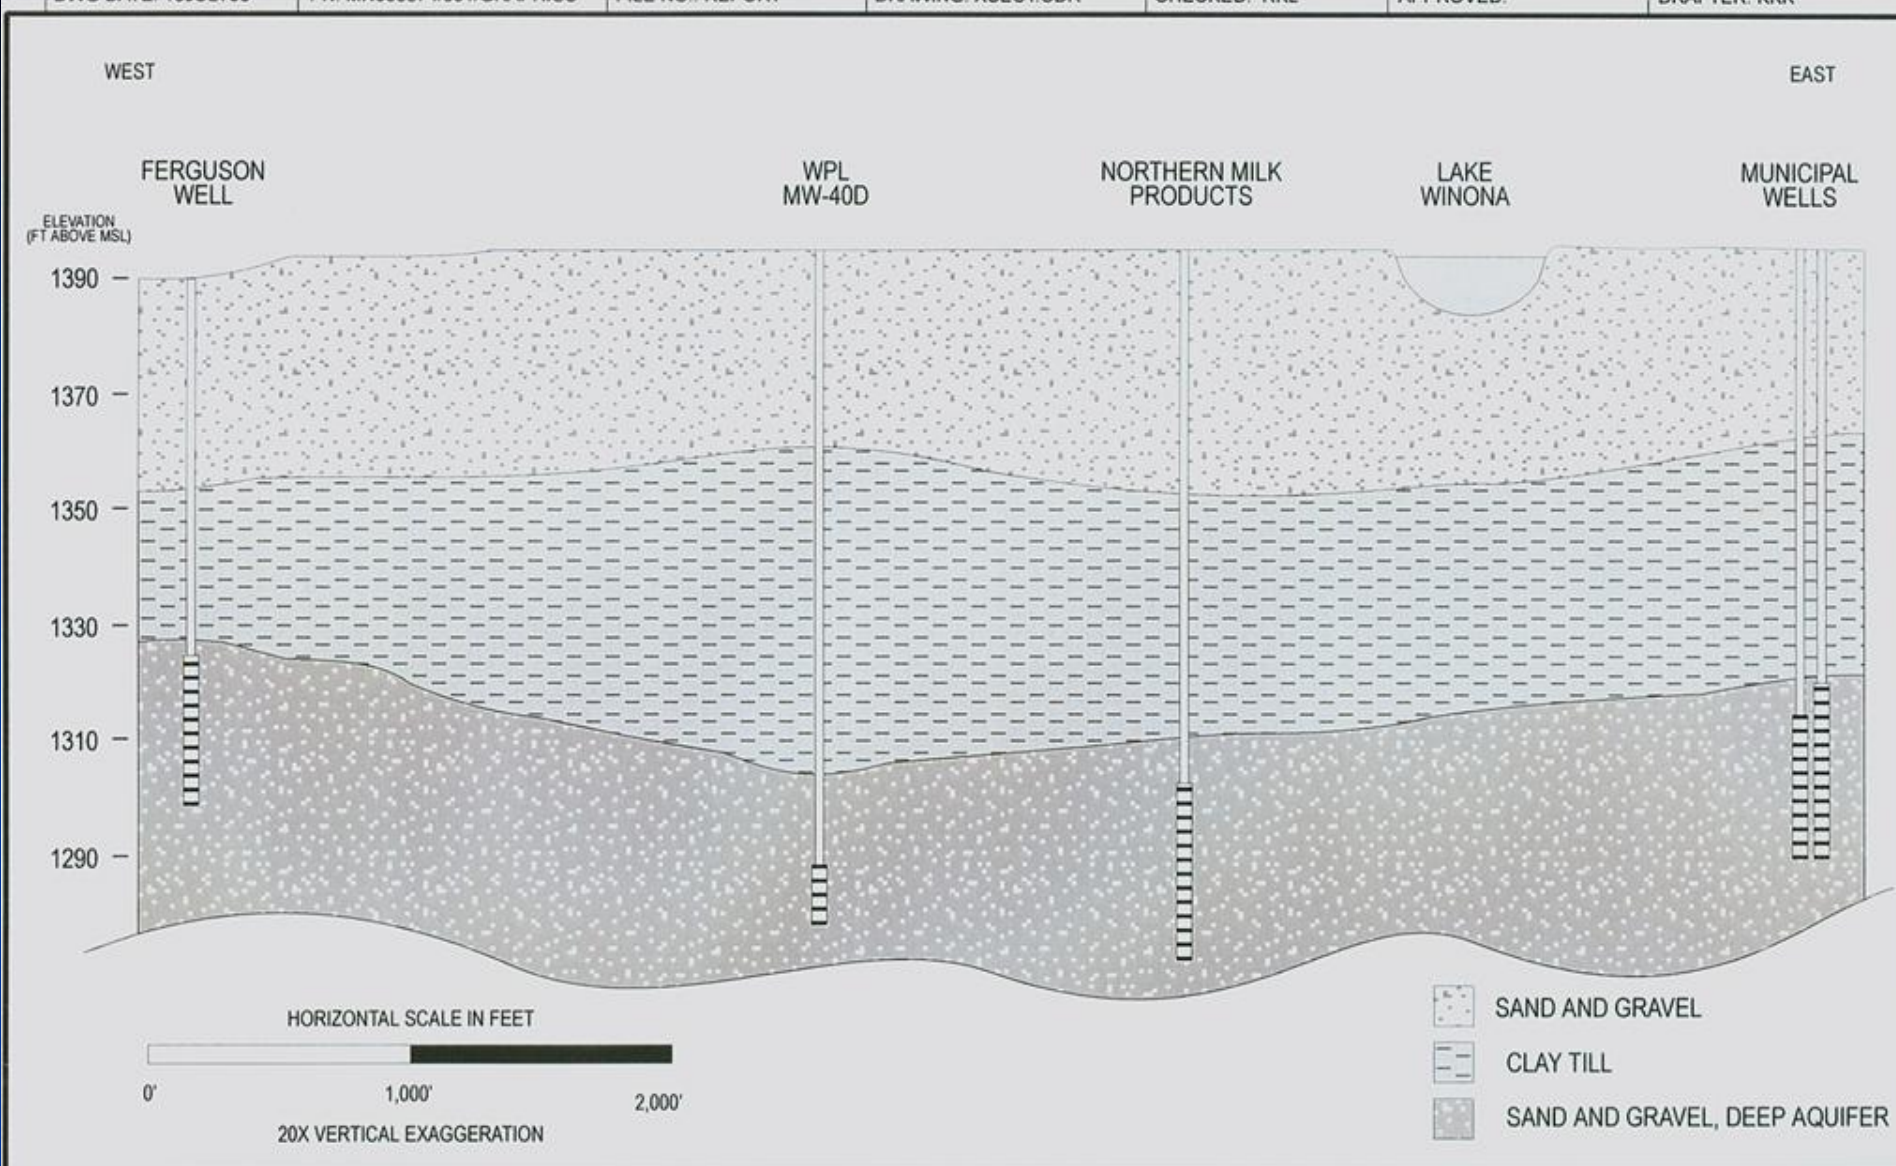 WEST
EAST
FERGUSON
WELL
WPL
MW-40D
NORTHERN MILK
PRODUCTS
LAKE
WINONA
MUNICIPAL
WELLS
ELEVATION
(FT ABOVE MSL)
1390
1370
1350
1330
1310
1290
HORIZONTAL SCALE IN FEET
0'
1,000'
2,000'
20X VERTICAL EXAGGERATION
SAND AND GRAVEL
CLAY TILL
SAND AND GRAVEL, DEEP AQUIFER